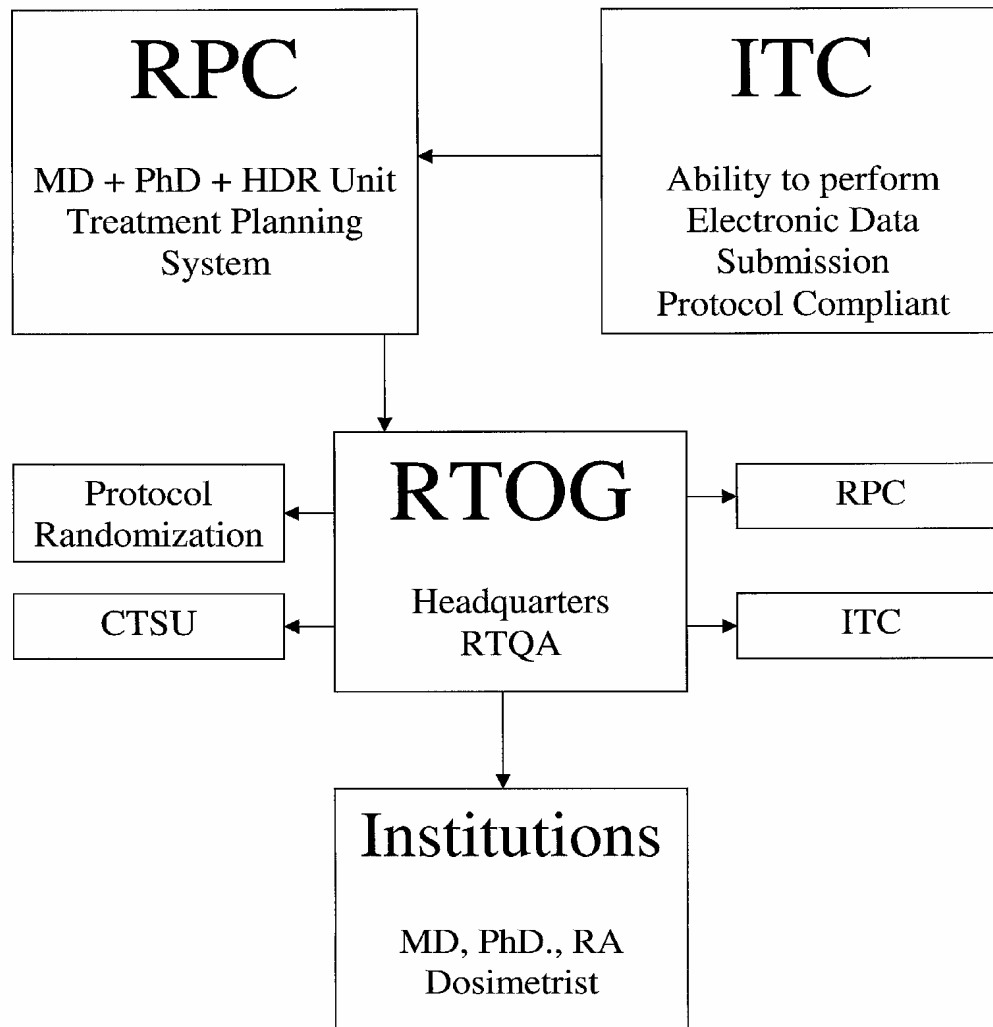 RPC
MD + PhD + HDR Unit
Treatment Planning
System
ITC
Ability to perform
Electronic Data
Submission
Protocol Compliant
RTOG
Headquarters
RTQA
Protocol
Randomization
CTSU
RPC
ITC
Institutions
MD, PhD., RA
Dosimetrist